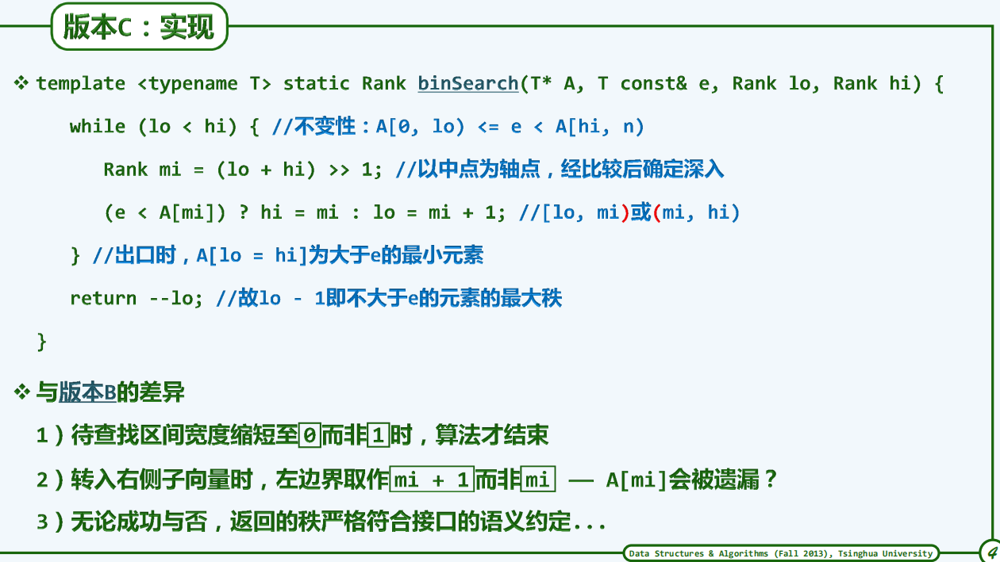 版本C：实现
❖ template <typename T> static Rank binSearch(T* A, T const& e, Rank lo, Rank hi) {
while (lo < hi) { //不变性：A[0, lo) <= e < A[hi, n)
Rank mi = (lo + hi) >> 1; //以中点为轴点，经比较后确定深入
(e < A[mi]) ? hi = mi : lo = mi + 1; //[lo, mi)或(mi, hi)
} //出口时，A[lo = hi]为大于e的最小元素
return --lo; //故lo - 1即不大于e的元素的最大秩
}
❖ 与版本B的差异
1）待查找区间宽度缩短至0而非1时，算法才结束
2）转入右侧子向量时，左边界取作mi + 1而非mi —— A[mi]会被遗漏？
3）无论成功与否，返回的秩严格符合接口的语义约定...
Data Structures & Algorithms (Fall 2013), Tsinghua University
4